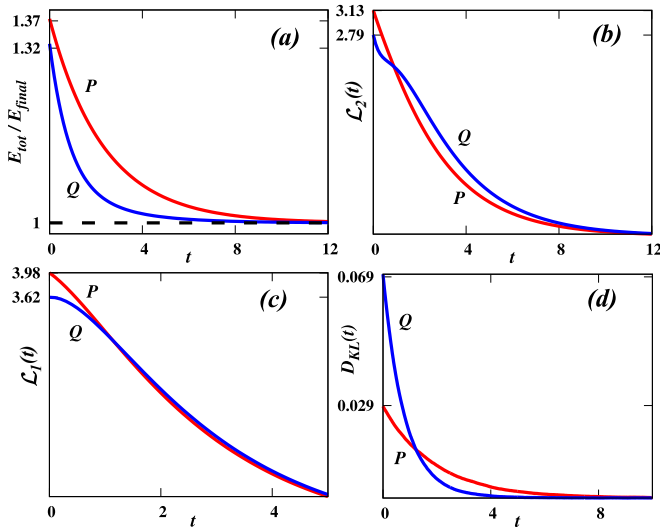 1.37
1.32
1
E_tot / E_final
(a)
P
Q
0 4 8 12
t
3.13
2.79
ℒ₂(t)
(b)
Q
P
0 4 8 12
t
3.98
3.62
ℒ₁(t)
(c)
P
Q
0 2 4
t
0.069
0.029
D_KL(t)
(d)
Q
P
0 4 8
t